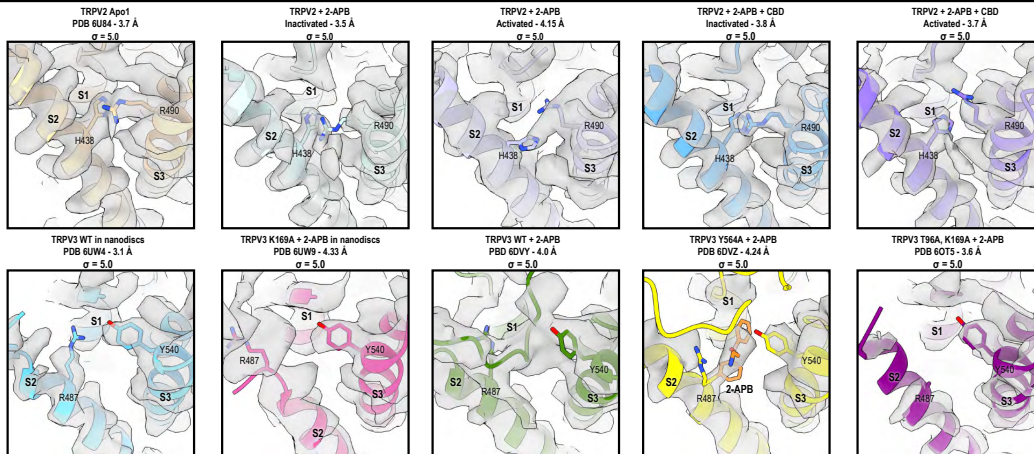 TRPV2 Apo1
PDB 6U84 - 3.7 Å
σ = 5.0
S1
S2
R490
H438
S3
TRPV2 + 2-APB
Inactivated - 3.5 Å
σ = 5.0
S1
S2
R490
H438
S3
TRPV2 + 2-APB
Activated - 4.15 Å
σ = 5.0
S1
S2
R490
H438
S3
TRPV2 + 2-APB + CBD
Inactivated - 3.8 Å
σ = 5.0
S1
S2
R490
H438
S3
TRPV2 + 2-APB + CBD
Activated - 3.7 Å
σ = 5.0
S1
S2
R490
H438
S3
TRPV3 WT in nanodiscs
PDB 6UW4 - 3.1 Å
σ = 5.0
S1
Y540
S2
R487
S3
TRPV3 K169A + 2-APB in nanodiscs
PDB 6UW9 - 4.33 Å
σ = 5.0
S1
R487
Y540
S3
S2
TRPV3 WT + 2-APB
PBD 6DVY - 4.0 Å
σ = 5.0
S1
Y540
S2
R487
S3
TRPV3 Y564A + 2-APB
PDB 6DVZ - 4.24 Å
σ = 5.0
S1
Y540
S2
2-APB
R487
S3
TRPV3 T96A, K169A + 2-APB
PDB 6OT5 - 3.6 Å
σ = 5.0
S1
Y540
S2
R487
S3